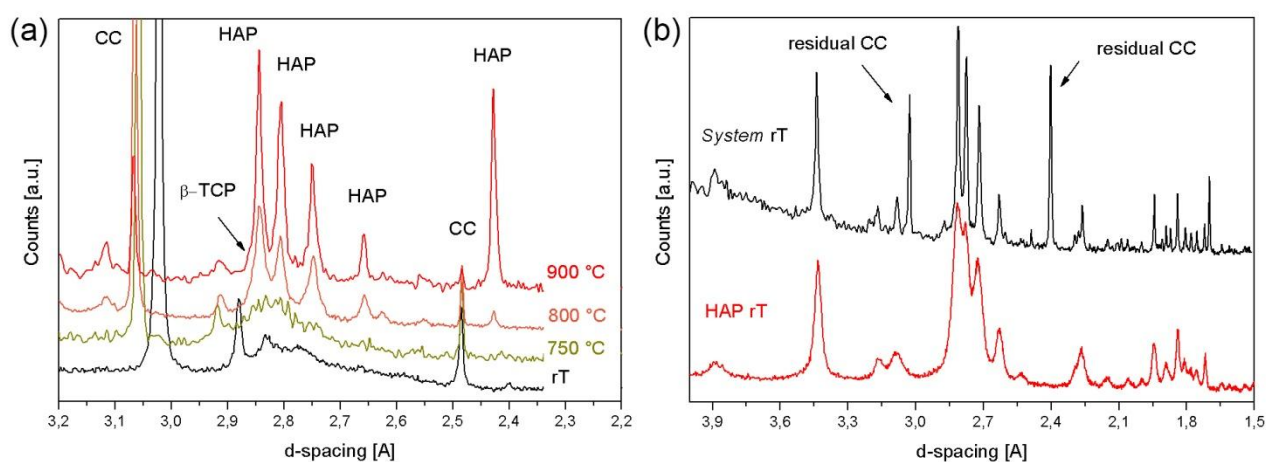 (a)
CC
HAP
HAP
HAP
HAP
HAP
β–TCP
CC
900 °C
800 °C
750 °C
rT
Counts [a.u.]
3,2 3,1 3,0 2,9 2,8 2,7 2,6 2,5 2,4 2,3 2,2
d-spacing [A]
(b)
residual CC
residual CC
System rT
HAP rT
Counts [a.u.]
3,9 3,6 3,3 3,0 2,7 2,4 2,1 1,8 1,5
d-spacing [A]